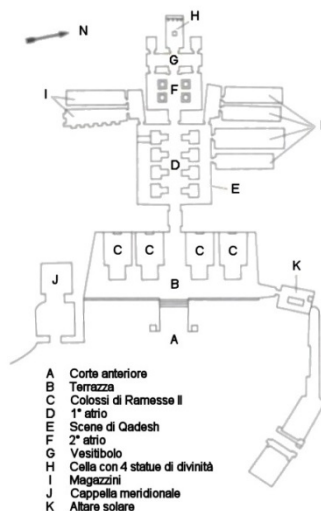 H
N
G
I
F
I
D
E
C C C C
K
B
J
A
A Corte anteriore
B Terrazza
C Colossi di Ramesse II
D 1° atrio
E Scene di Qadesh
F 2° atrio
G Vesitibolo
H Cella con 4 statue di divinità
I Magazzini
J Cappella meridionale
K Altare solare